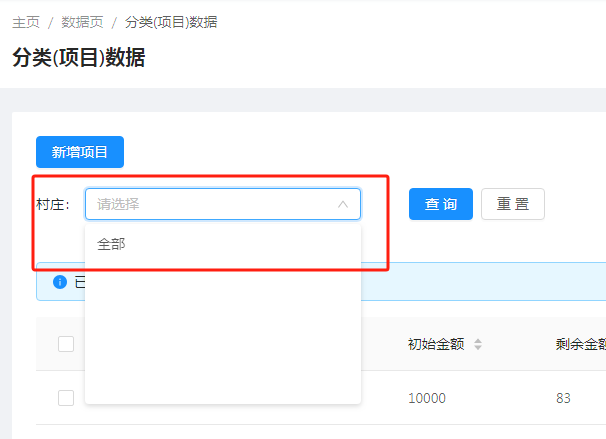 主页 / 数据页 / 分类(项目)数据
分类(项目)数据
新增项目
村庄: 请选择 查 询 重 置
全部
已
初始金额 剩余金
10000 83